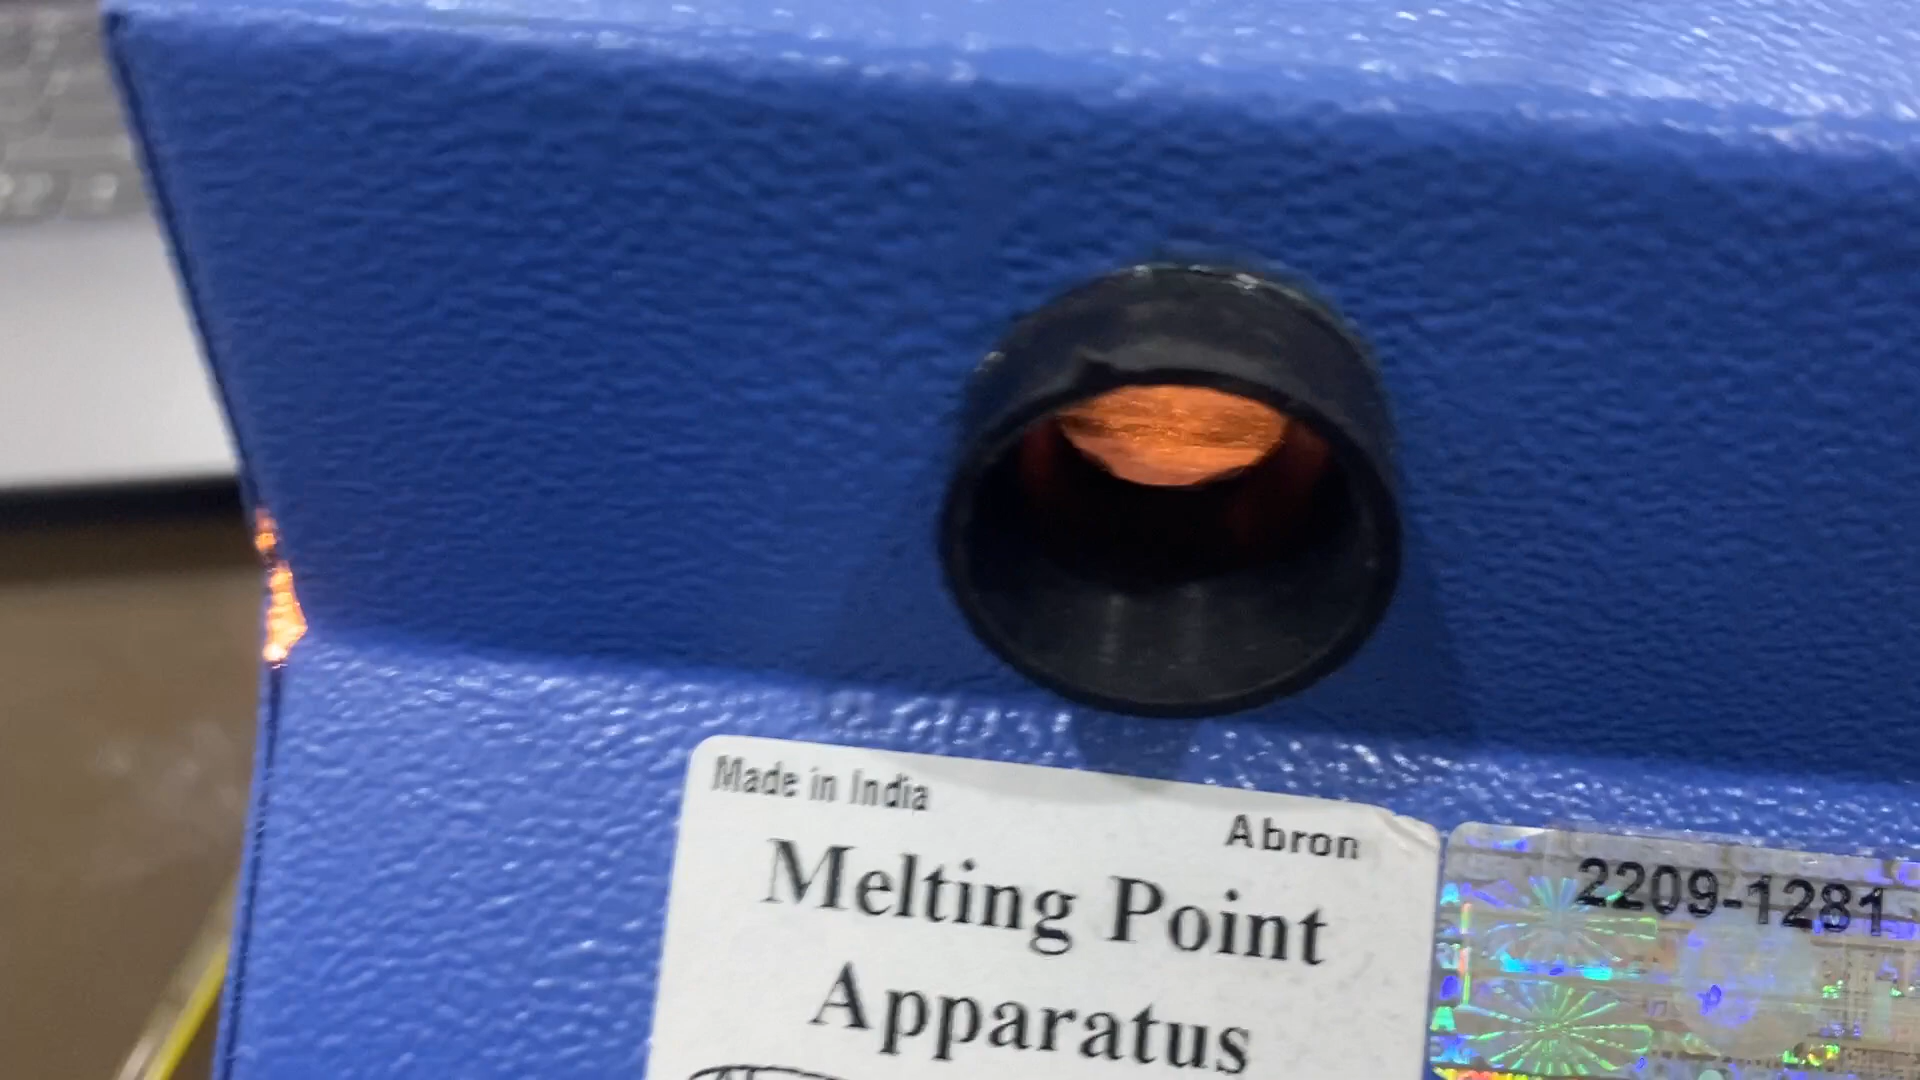 Made in India
Abron
Melting Point
Apparatus
2209-1281